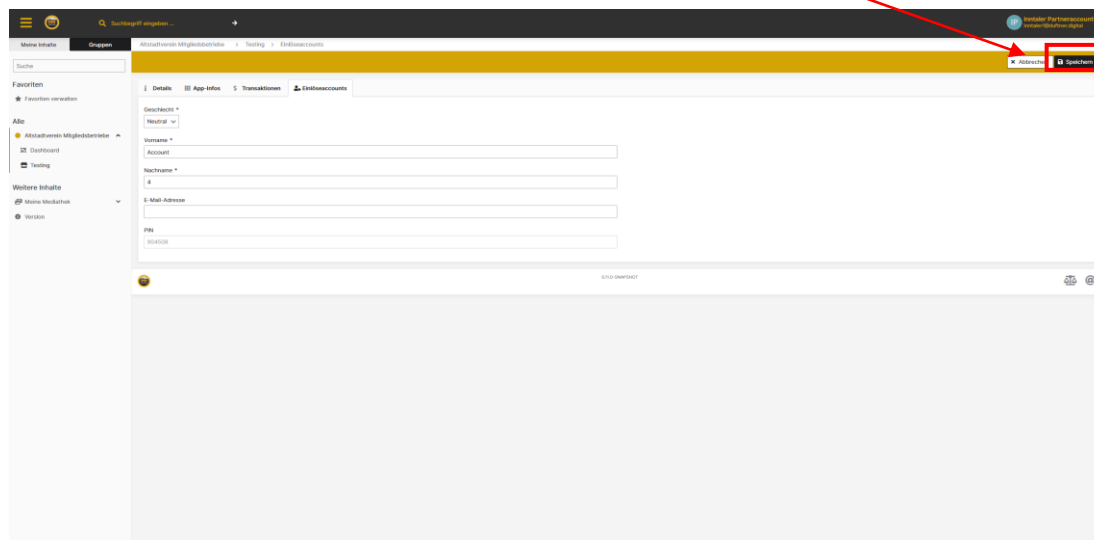 Suchbegriff eingeben ...
IP Inntaler Partneraccount
Meine Inhalte Gruppen
Altstadtverein Mitgliedsbetriebe > Testing > Einlöseaccounts
Suche
× Abbreche Speichern
Favoriten
Favoriten verwalten
Details App-Infos $ Transaktionen Einlöseaccounts
Geschlecht *
Neutral
Alle
Altstadtverein Mitgliedsbetriebe
Dashboard
Testing
Vorname *
Account
Nachname *
4
Weitere Inhalte
Meine Mediathek
Version
E-Mail-Adresse
PIN